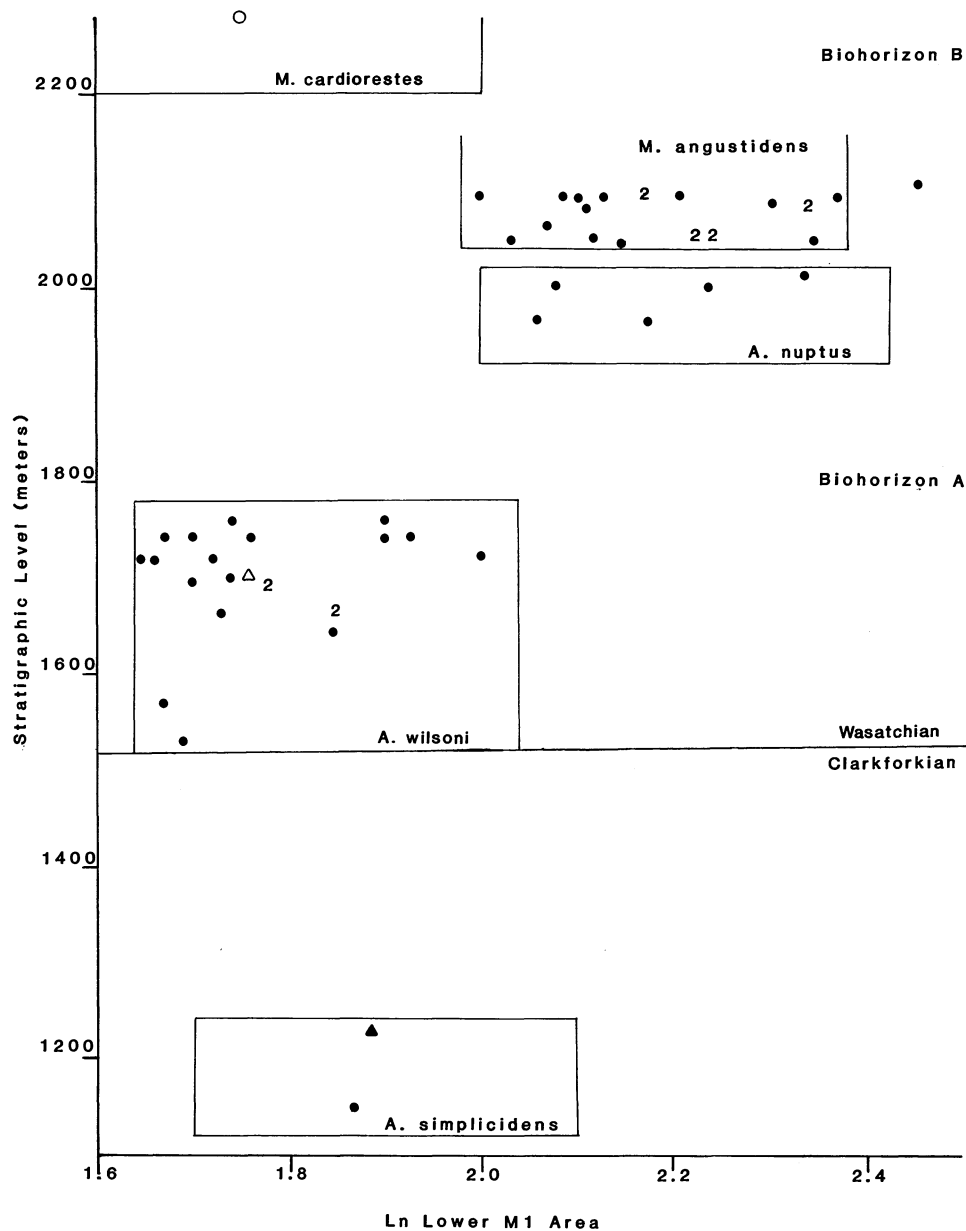 Biohorizon B
M. cardiorestes
2200
M. angustidens
2
2
2 2
2000
A. nuptus
Stratigraphic Level (meters)
1800
Biohorizon A
2
2
1600
A. wilsoni
Wasatchian
Clarkforkian
1400
1200
A. simplicidens
1.6
1.8
2.0
2.2
2.4
Ln Lower M1 Area